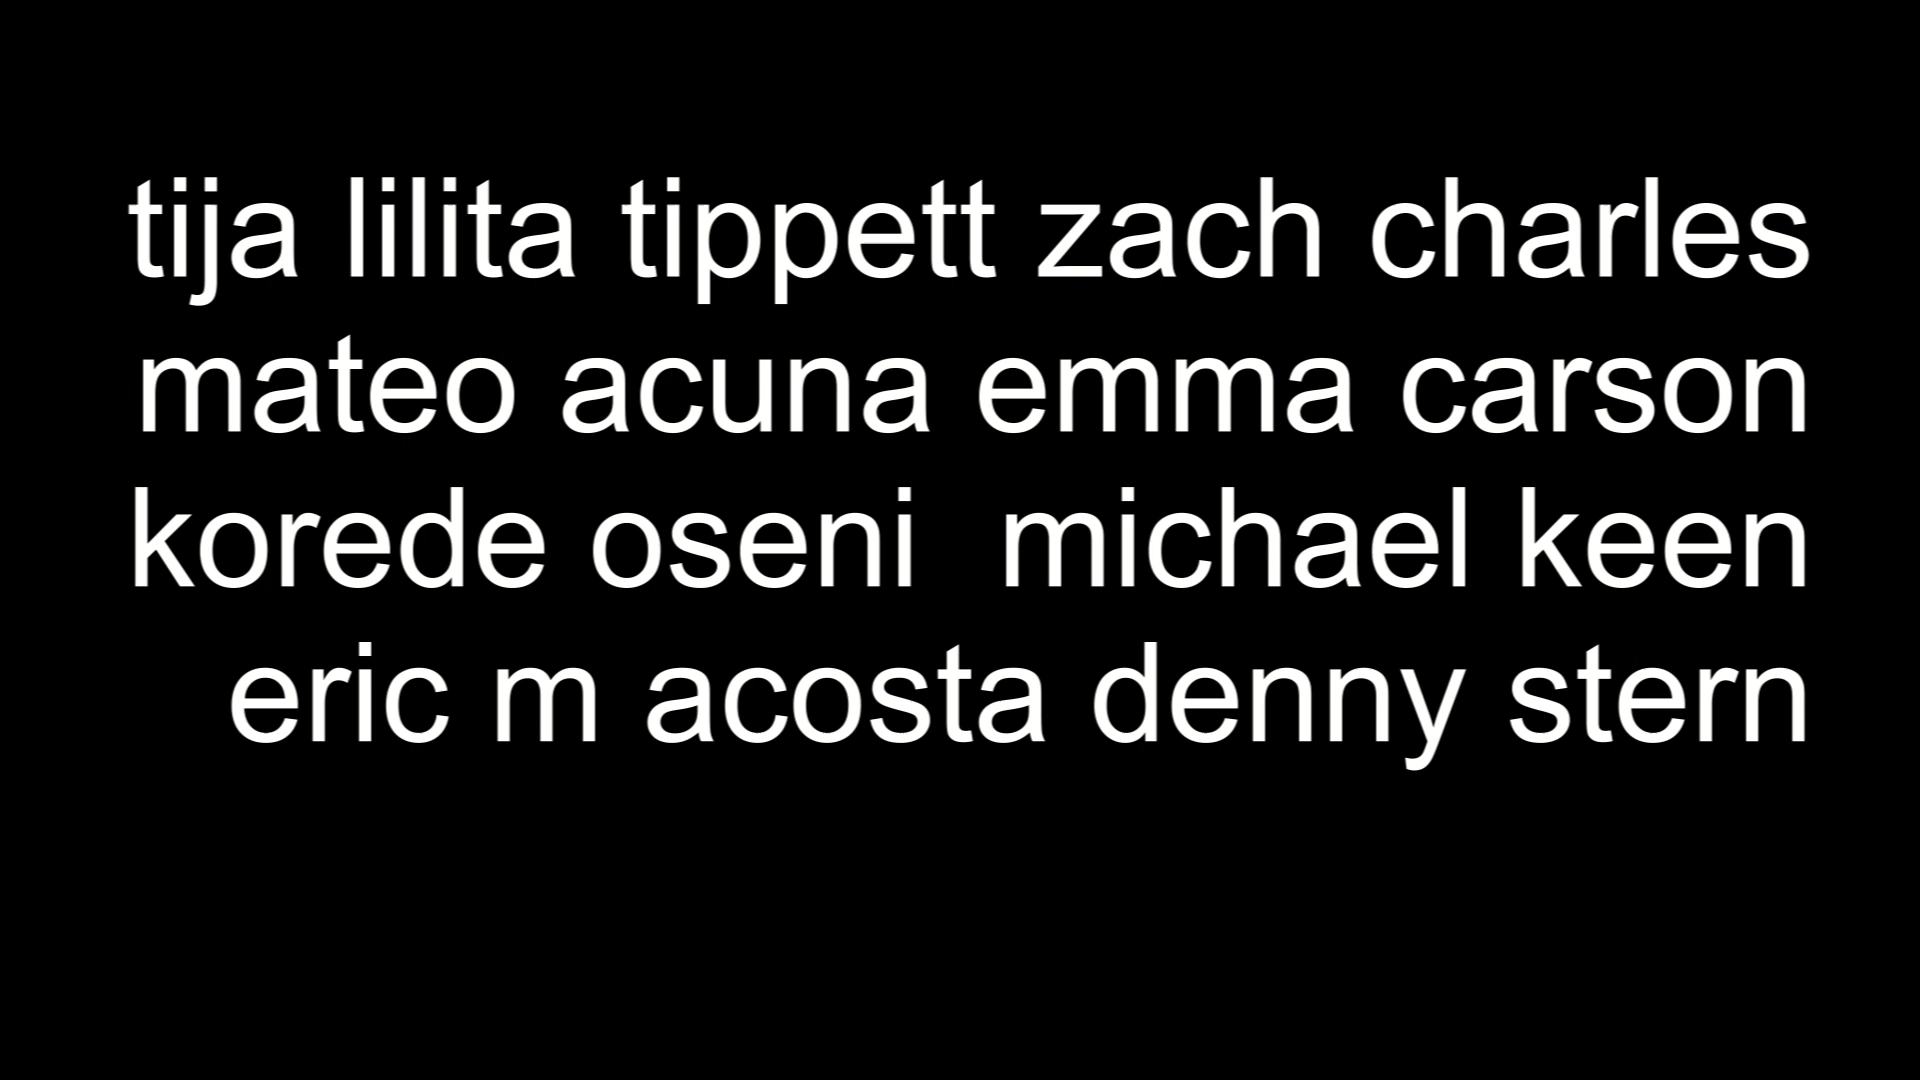 tija lilita tippett zach charles
mateo acuna emma carson
korede oseni  michael keen
eric m acosta denny stern